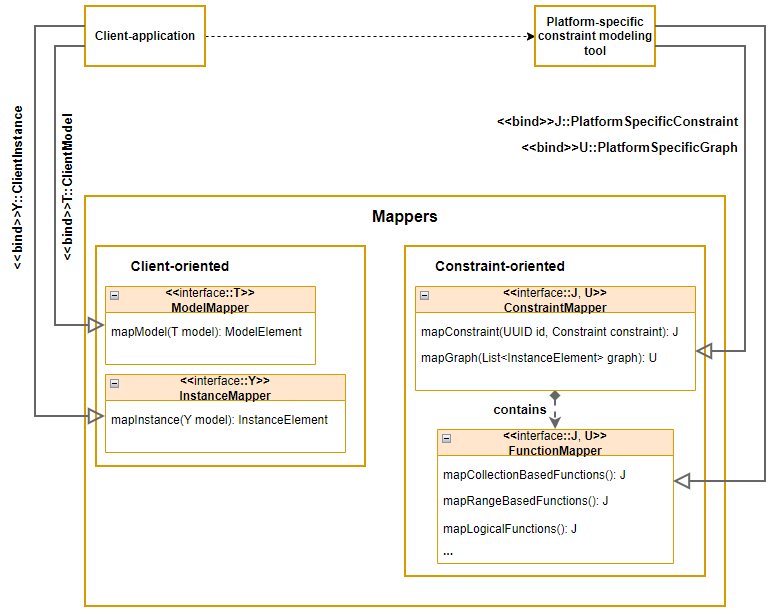 Client-application
Platform-specific
constraint modeling
tool
<<bind>>Y::ClientInstance
<<bind>>T::ClientModel
<<bind>>J::PlatformSpecificConstraint
<<bind>>U::PlatformSpecificGraph
Mappers
Client-oriented
<<interface::T>>
ModelMapper
mapModel(T model): ModelElement
<<interface::Y>>
InstanceMapper
mapInstance(Y model): InstanceElement
Constraint-oriented
<<interface::J, U>>
ConstraintMapper
mapConstraint(UUID id, Constraint constraint): J
mapGraph(List<InstanceElement> graph): U
contains
<<interface::J, U>>
FunctionMapper
mapCollectionBasedFunctions(): J
mapRangeBasedFunctions(): J
mapLogicalFunctions(): J
...